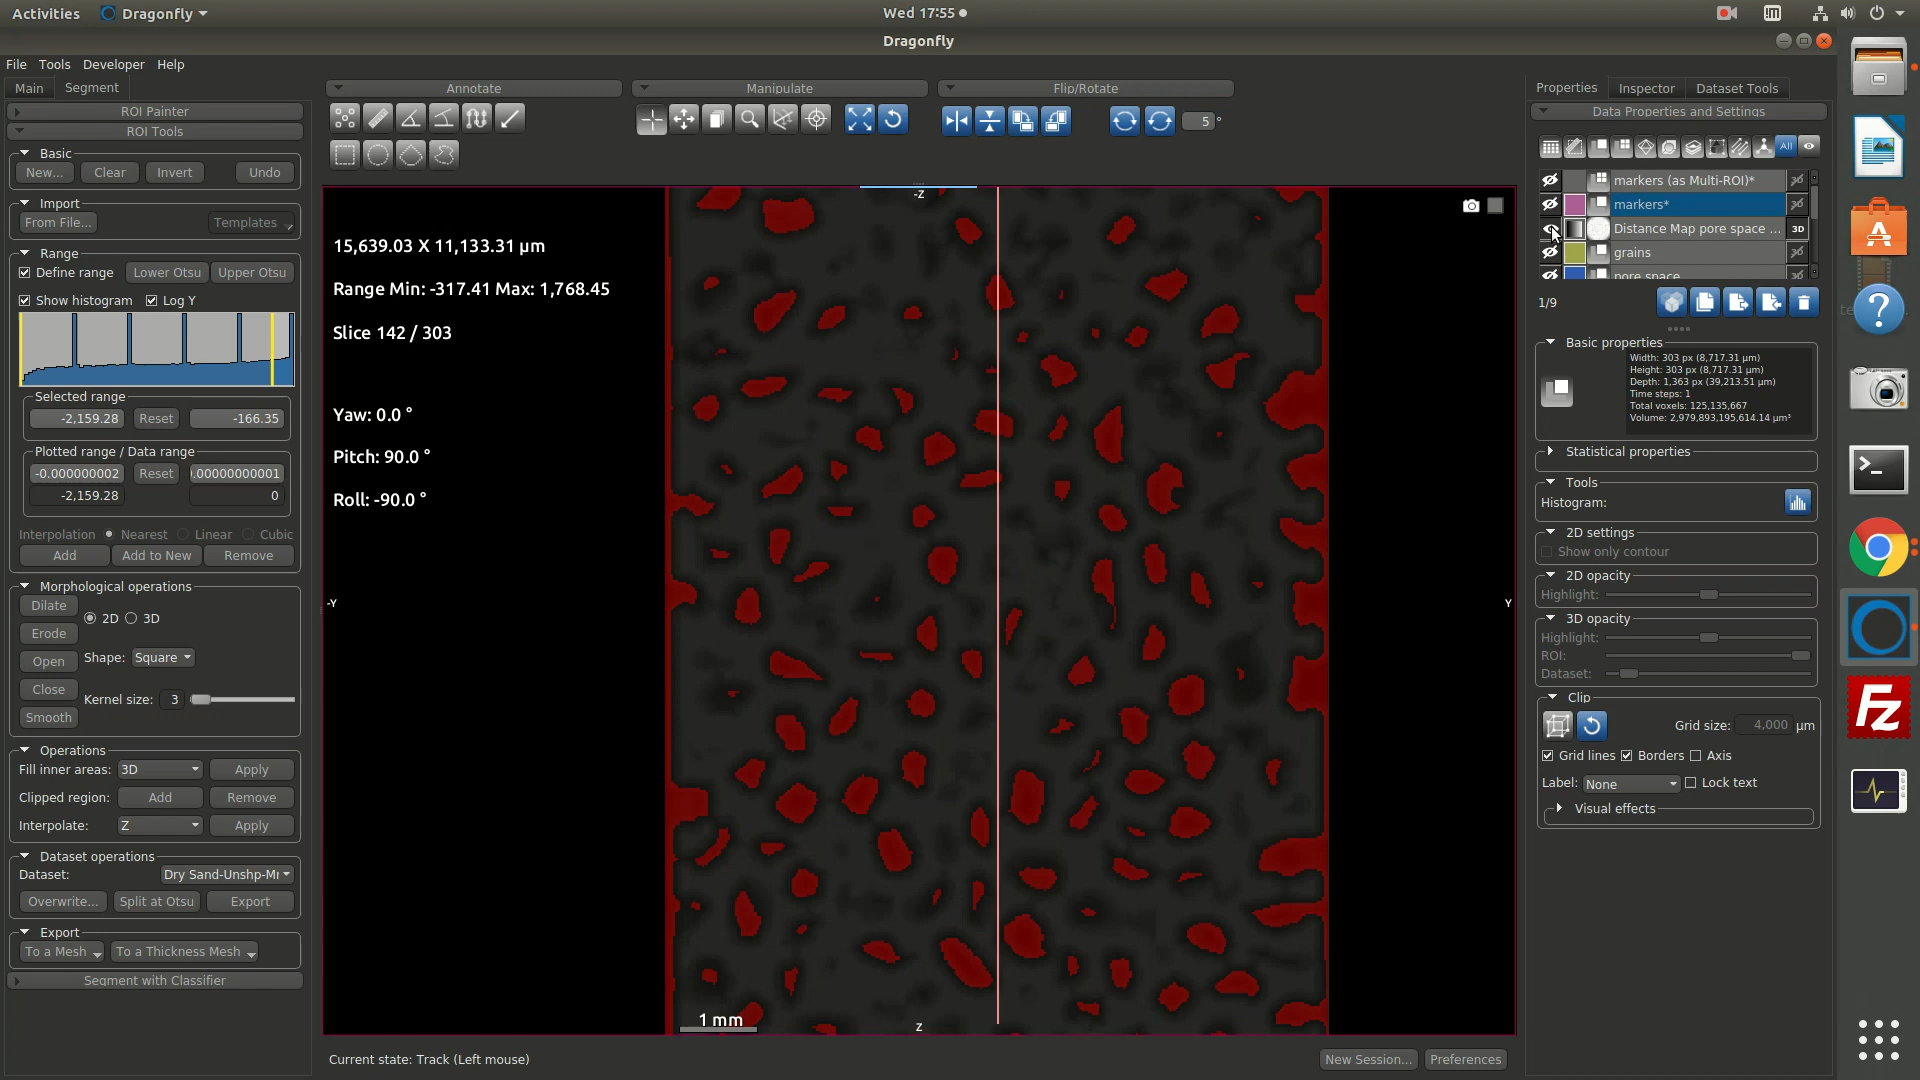 Activities
Dragonfly
Wed 17:55
Dragonfly
File Tools Developer Help
Main Segment
ROI Painter
ROI Tools
Basic
New... Clear Invert Undo
Import
From File... Templates
Range
Define range Lower Otsu Upper Otsu
Show histogram Log Y
Selected range
-2,159.28 Reset -166.35
Plotted range / Data range
-0.000000002 Reset .00000000001
-2,159.28 0
Interpolation Nearest Linear Cubic
Add Add to New Remove
Morphological operations
Dilate
2D 3D
Erode
Open
Shape: Square
Close
Kernel size: 3
Smooth
Operations
Fill inner areas: 3D Apply
Clipped region: Add Remove
Interpolate: Z Apply
Dataset operations
Dataset: Dry Sand-Unshp-Mr
Overwrite... Split at Otsu Export
Export
To a Mesh To a Thickness Mesh
Segment with Classifier
Annotate
Manipulate
Flip/Rotate
5 °
-Z
15,639.03 X 11,133.31 µm
Range Min: -317.41 Max: 1,768.45
Slice 142 / 303
Yaw: 0.0 °
Pitch: 90.0 °
Roll: -90.0 °
-Y
Y
1 mm
Z
Current state: Track (Left mouse)
New Session... Preferences
Properties Inspector Dataset Tools
Data Properties and Settings
All
markers (as Multi-ROI)*
markers*
Distance Map pore space ... 3D
grains
pore space
1/9
Basic properties
Width: 303 px (8,717.31 µm)
Height: 303 px (8,717.31 µm)
Depth: 1,363 px (39,213.51 µm)
Time steps: 1
Total voxels: 125,135,667
Volume: 2,979,893,195,614.14 µm³
Statistical properties
Tools
Histogram:
2D settings
Show only contour
2D opacity
Highlight:
3D opacity
Highlight:
ROI:
Dataset:
Clip
Grid size: 4,000 µm
Grid lines Borders Axis
Label: None Lock text
Visual effects